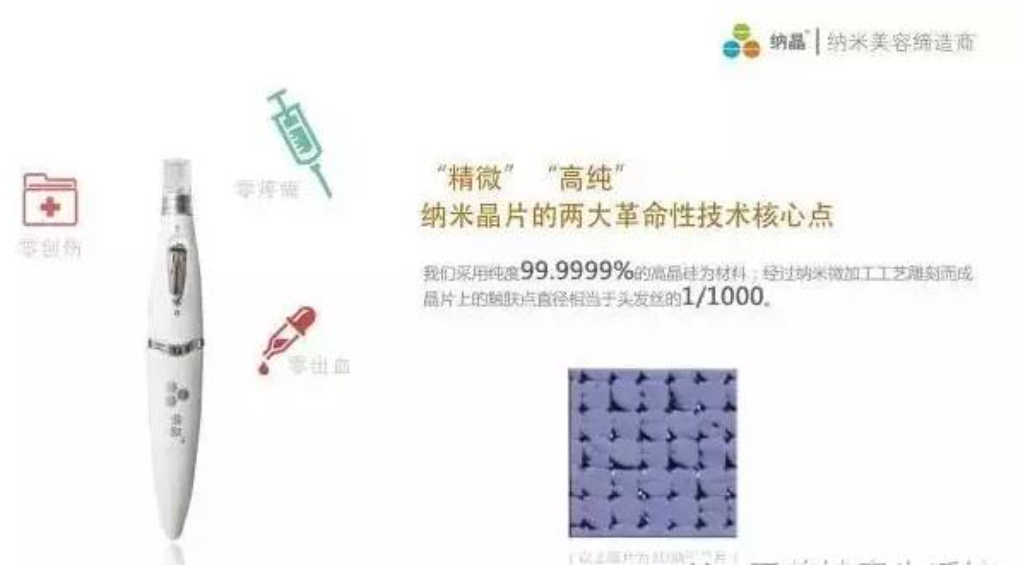 纳晶 | 纳米美容缔造商
零疼痛
“精微” “高纯”
纳米晶片的两大革命性技术核心点
零创伤
我们采用纯度99.9999%的高晶硅为材料；经过纳米微加工工艺雕刻而成
晶片上的触肤点直径相当于头发丝的1/1000。
零出血